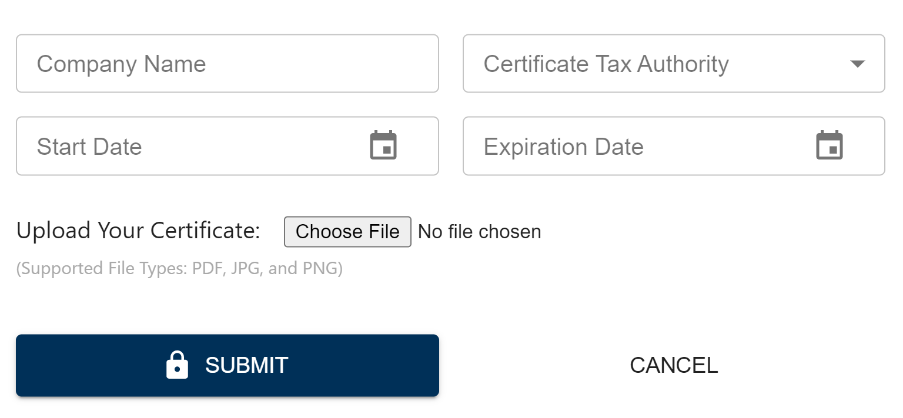 Company Name
Certificate Tax Authority
Start Date
Expiration Date
Upload Your Certificate: Choose File No file chosen
(Supported File Types: PDF, JPG, and PNG)
SUBMIT
CANCEL